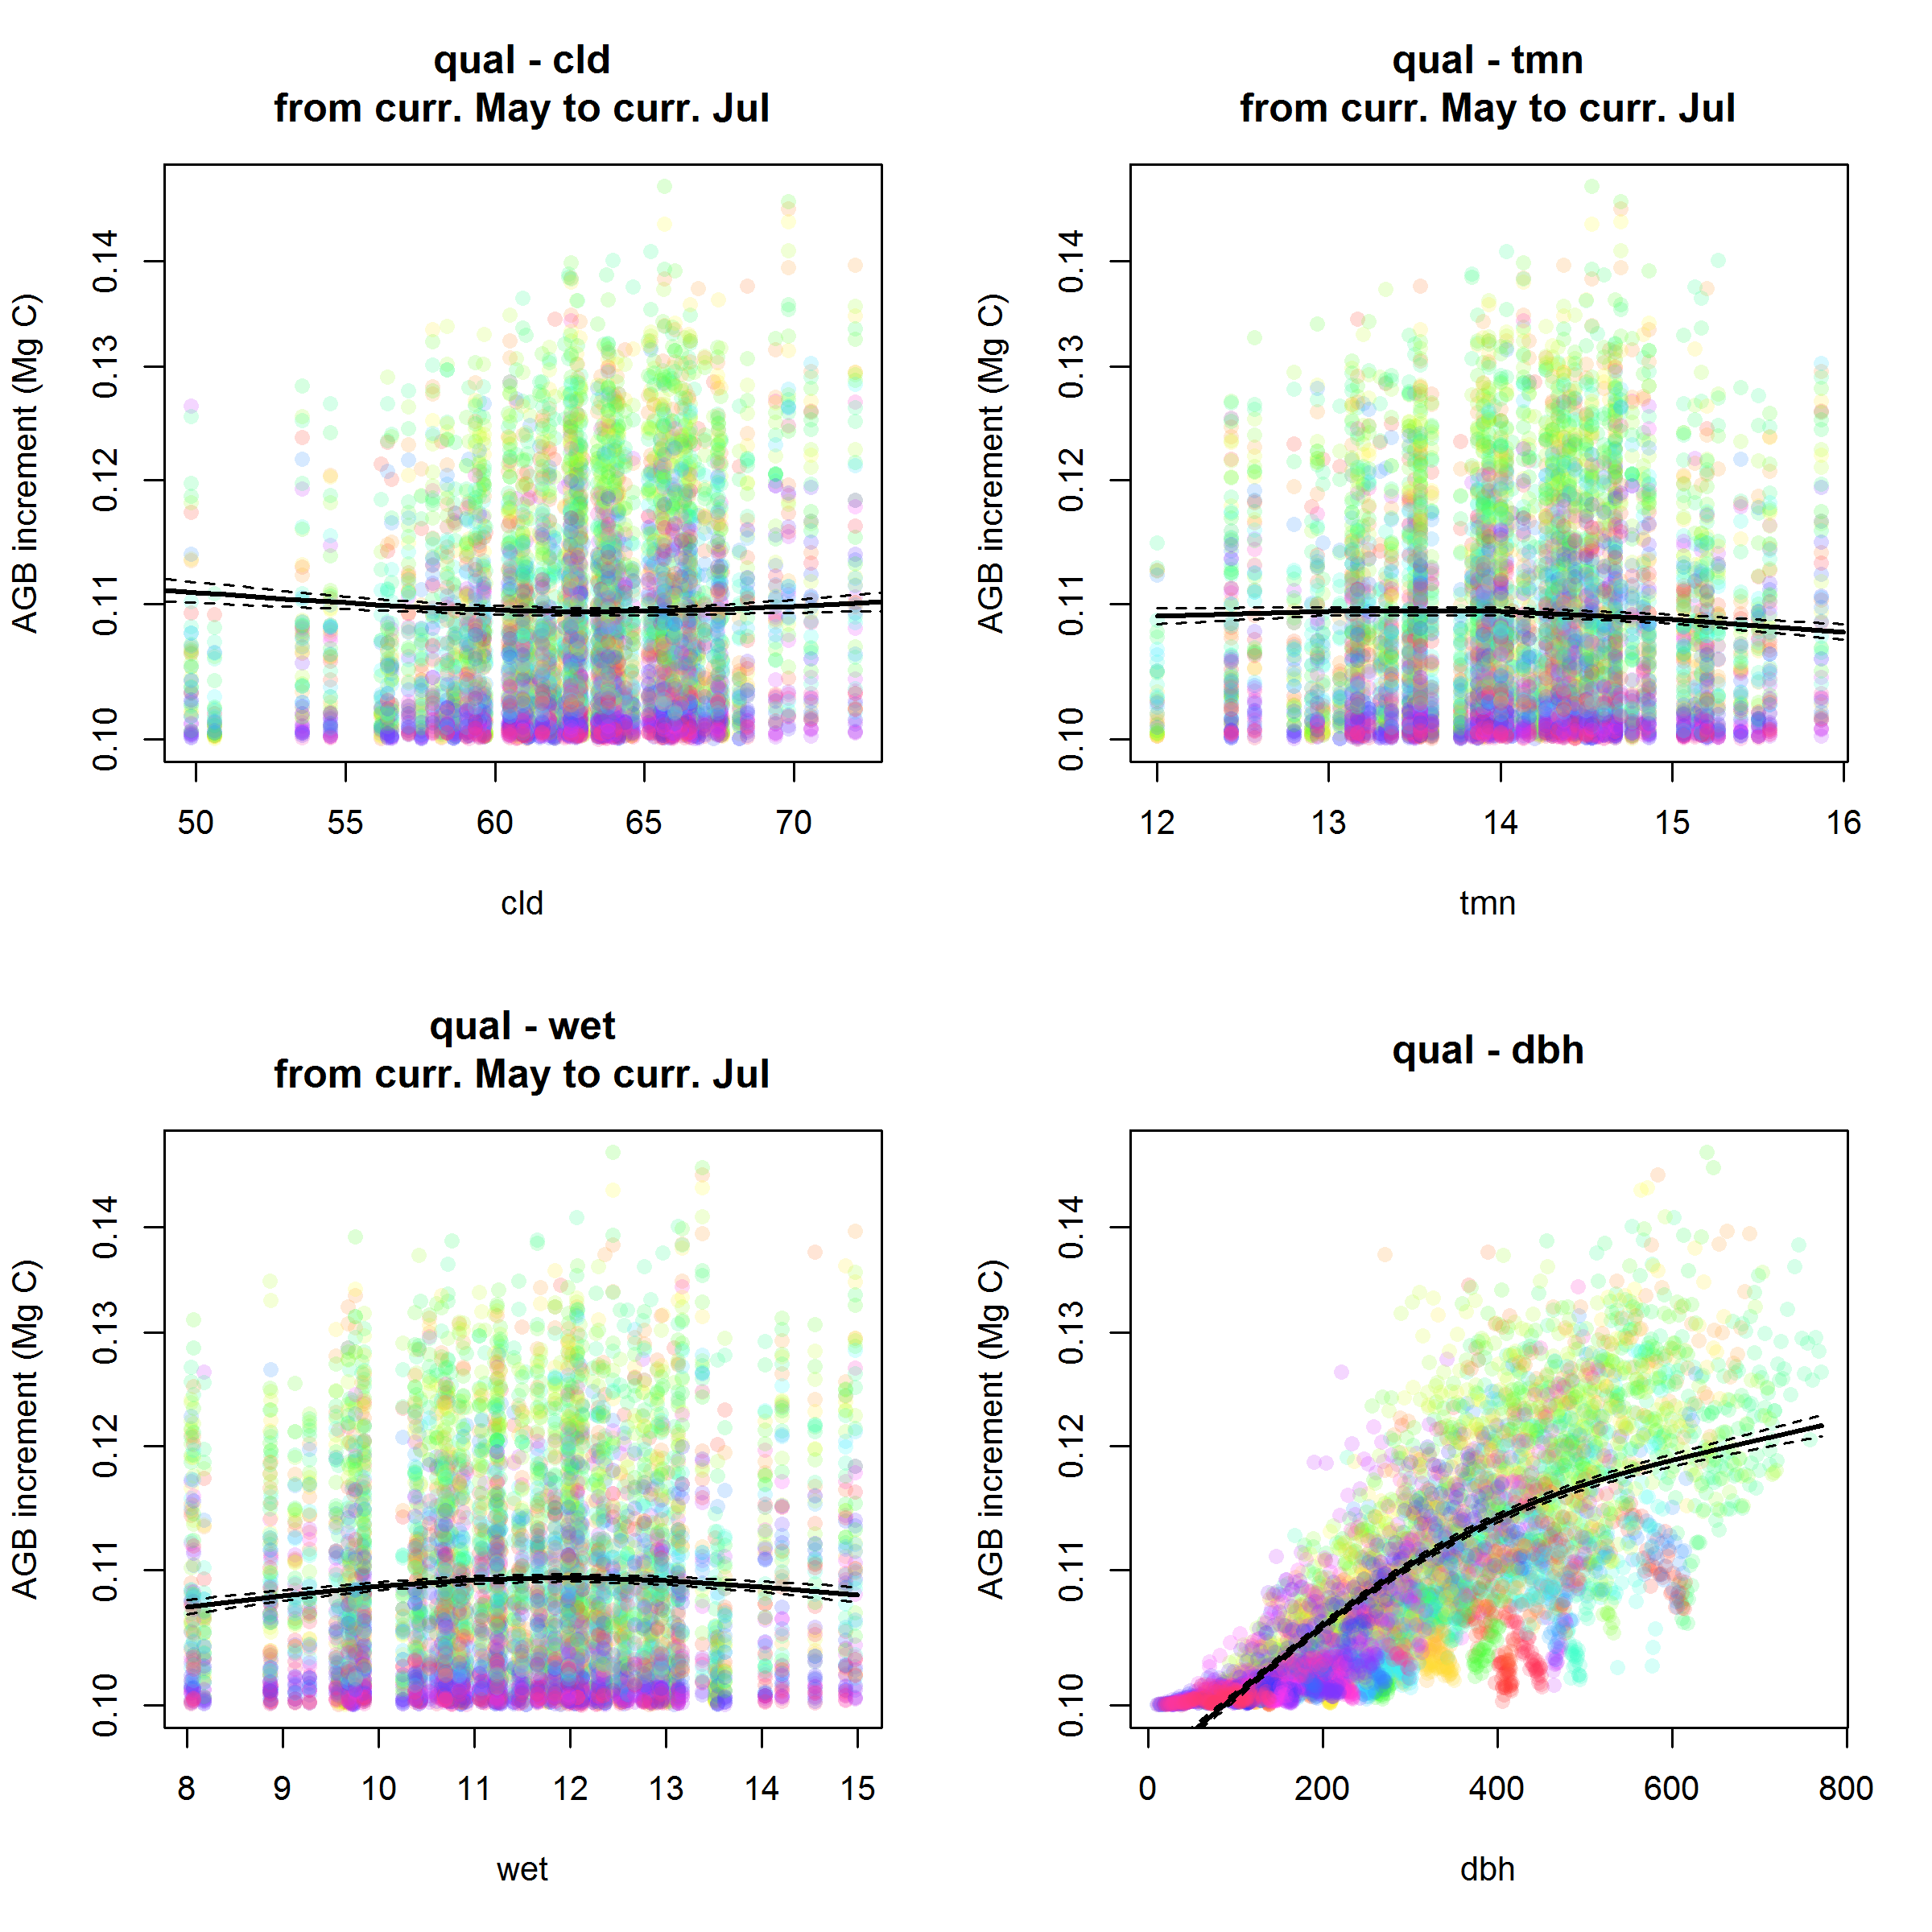 qual - cld
from curr. May to curr. Jul
AGB increment (Mg C)
0.14
0.13
0.12
0.11
0.10
50 55 60 65 70
cld
qual - tmn
from curr. May to curr. Jul
AGB increment (Mg C)
0.14
0.13
0.12
0.11
0.10
12 13 14 15 16
tmn
qual - wet
from curr. May to curr. Jul
AGB increment (Mg C)
0.14
0.13
0.12
0.11
0.10
8 9 10 11 12 13 14 15
wet
qual - dbh
AGB increment (Mg C)
0.14
0.13
0.12
0.11
0.10
0 200 400 600 800
dbh